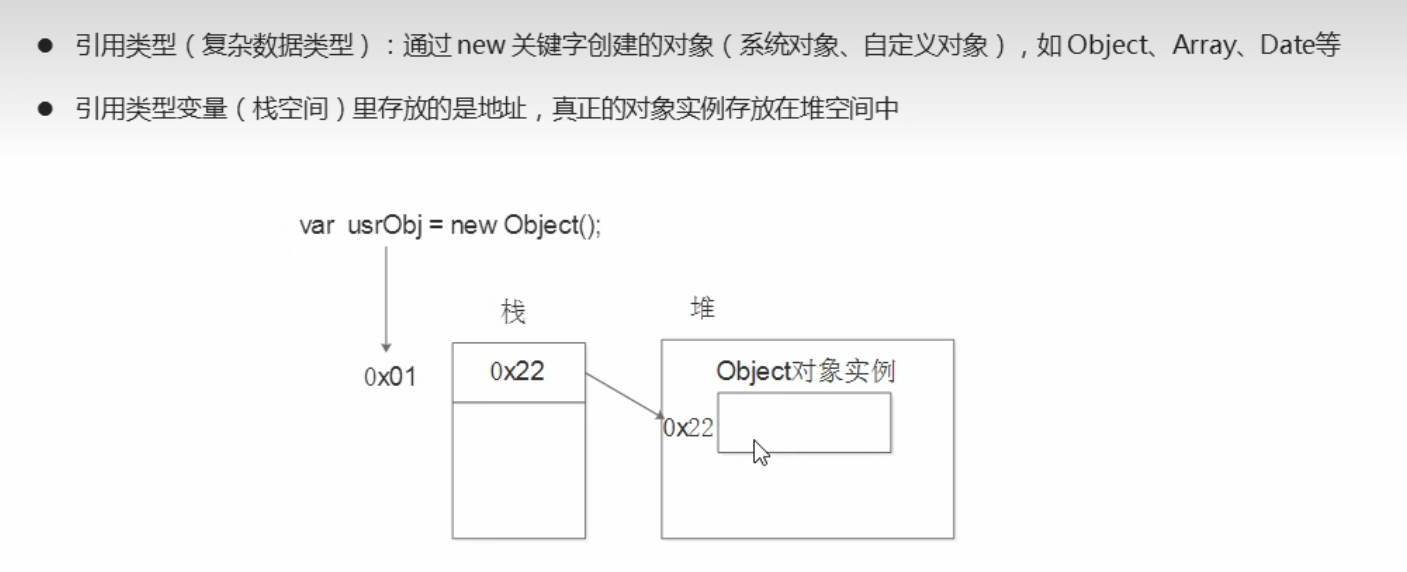 ● 引用类型（复杂数据类型）：通过 new 关键字创建的对象（系统对象、自定义对象），如 Object、Array、Date等
● 引用类型变量（栈空间）里存放的是地址，真正的对象实例存放在堆空间中
var usrObj = new Object();
栈 堆
Object对象实例
0x01 0x22
0x22